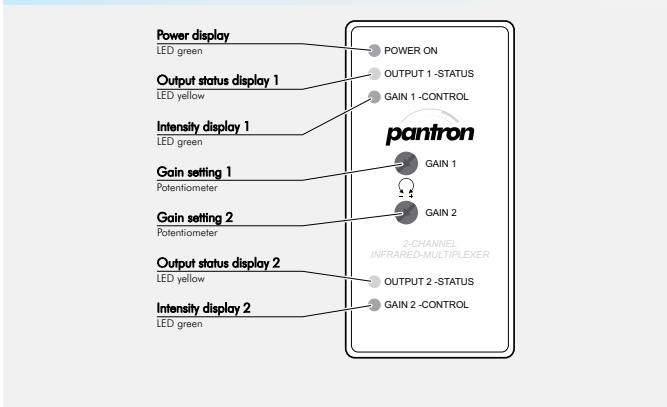 Power display
LED green
Output status display 1
LED yellow
Intensity display 1
LED green
Gain setting 1
Potentiometer
Gain setting 2
Potentiometer
Output status display 2
LED yellow
Intensity display 2
LED green
POWER ON
OUTPUT 1 -STATUS
GAIN 1 -CONTROL
pantron
GAIN 1
- +
GAIN 2
2-CHANNEL
INFRARED-MULTIPLEXER
OUTPUT 2 -STATUS
GAIN 2 -CONTROL